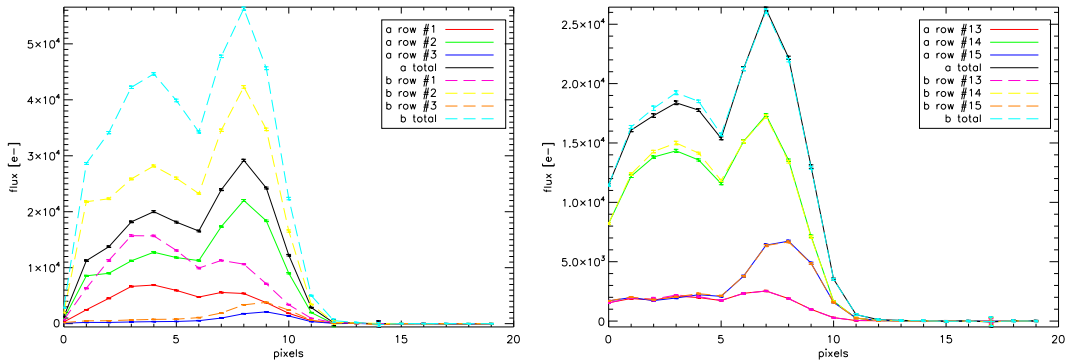 flux [e-]
5×10⁴
4×10⁴
3×10⁴
2×10⁴
1×10⁴
0
0 5 10 15 20
pixels
a row #1
a row #2
a row #3
a total
b row #1
b row #2
b row #3
b total
flux [e-]
2.5×10⁴
2.0×10⁴
1.5×10⁴
1.0×10⁴
5.0×10³
0
0 5 10 15 20
pixels
a row #13
a row #14
a row #15
a total
b row #13
b row #14
b row #15
b total